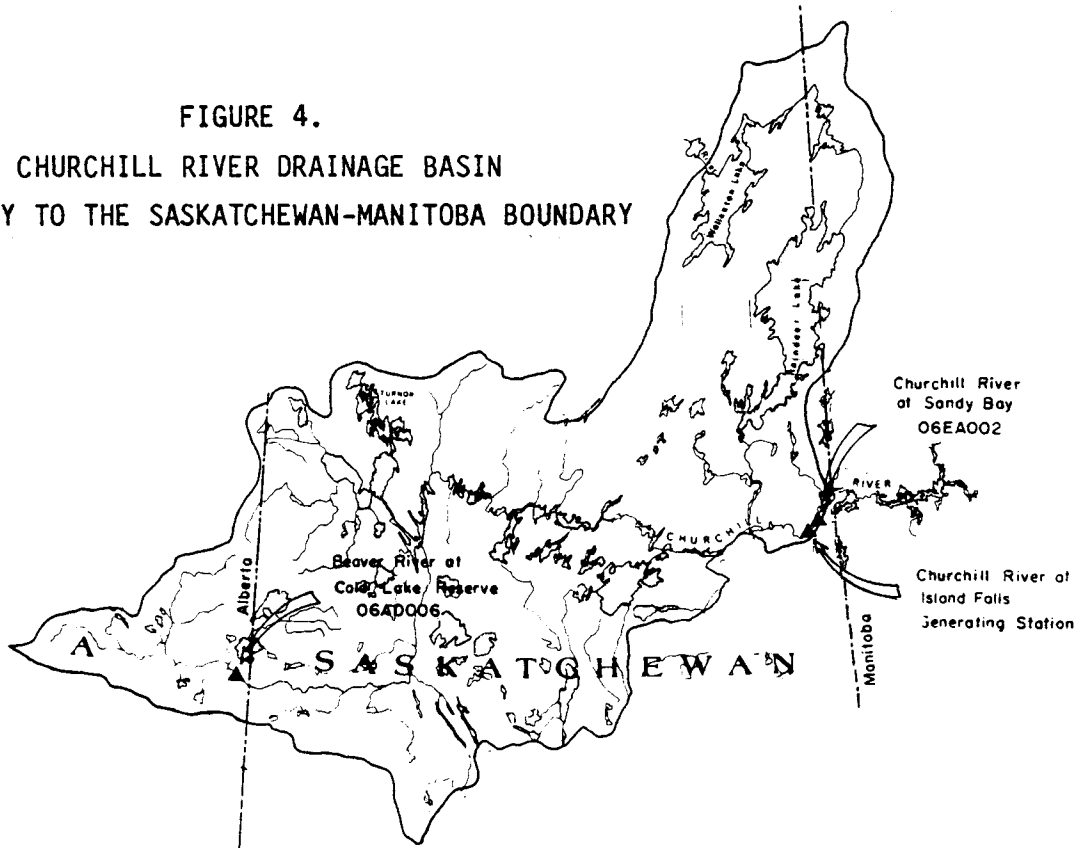 FIGURE 4.
CHURCHILL RIVER DRAINAGE BASIN
Y TO THE SASKATCHEWAN-MANITOBA BOUNDARY
Wollaston Lake
Reindeer Lake
TURNOR
LAKE
Churchill River
at Sandy Bay
06EA002
RIVER
CHURCHILL
Beaver River at
Cold Lake Reserve
06AD006
Alberta
Churchill River at
Island Falls
Generating Station
Manitoba
A
SASKATCHEWAN